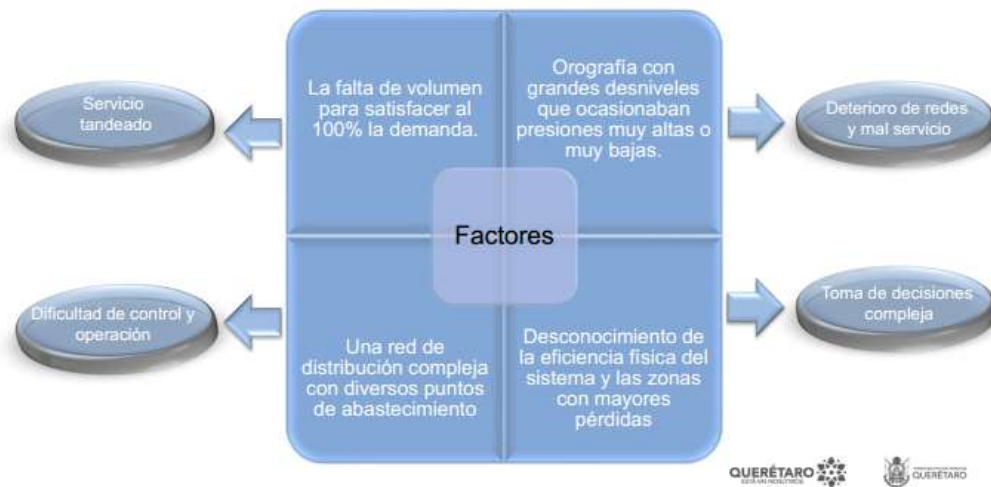 La falta de volumen
para satisfacer al
100% la demanda.
Orografía con
grandes desniveles
que ocasionaban
presiones muy altas o
muy bajas.
Servicio
tandeado
Deterioro de redes
y mal servicio
Factores
Dificultad de control y
operación
Toma de decisiones
compleja
Una red de
distribución compleja
con diversos puntos
de abastecimiento
Desconocimiento de
la eficiencia física del
sistema y las zonas
con mayores
pérdidas
QUERÉTARO
ESTÁ EN NOSOTROS
QUERÉTARO